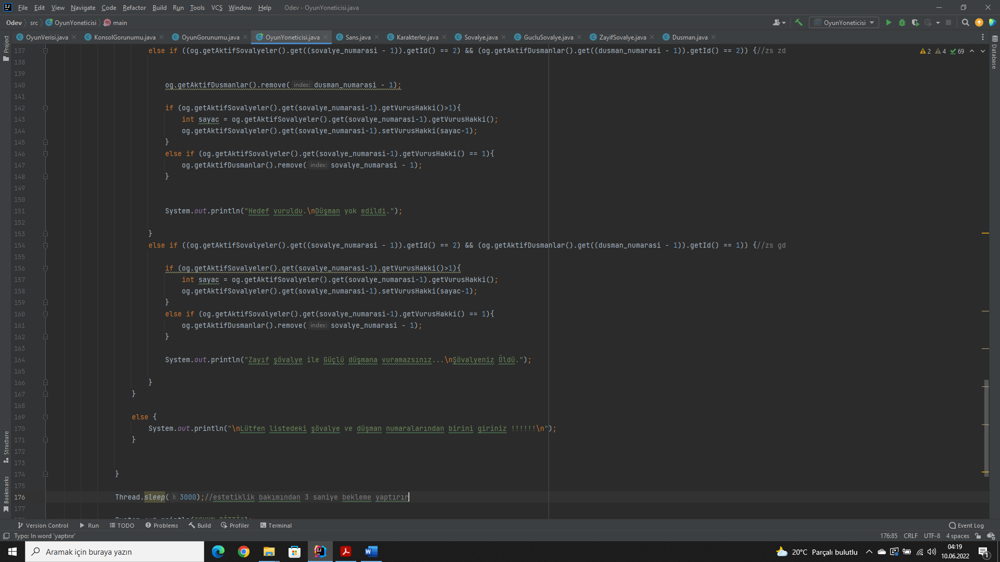 File Edit View Navigate Code Refactor Build Run Tools VCS Window Help Odev - OyunYoneticisi.java
Odev src OyunYoneticisi main OyunYoneticisi
OyunVerisi.java KonsolGorunumu.java OyunGorunumu.java OyunYoneticisi.java Sans.java Karakterler.java Sovalye.java GucluSovalye.java ZayifSovalye.java Dusman.java
Project
Database
2 4 69
137 else if ((og.getAktifSovalyeler().get((sovalye_numarasi - 1)).getId() == 2) && (og.getAktifDusmanlar().get((dusman_numarasi - 1)).getId() == 2)) {//zs zd
138
139
140 og.getAktifDusmanlar().remove( index: dusman_numarasi - 1);
141
142 if (og.getAktifSovalyeler().get(sovalye_numarasi-1).getVurusHakki()>1){
143 int sayac = og.getAktifSovalyeler().get(sovalye_numarasi-1).getVurusHakki();
144 og.getAktifSovalyeler().get(sovalye_numarasi-1).setVurusHakki(sayac-1);
145 }
146 else if (og.getAktifSovalyeler().get(sovalye_numarasi-1).getVurusHakki() == 1){
147 og.getAktifDusmanlar().remove( index: sovalye_numarasi - 1);
148 }
149
150
151 System.out.println("Hedef vuruldu.\nDüşman yok edildi.");
152
153 }
154 else if ((og.getAktifSovalyeler().get((sovalye_numarasi - 1)).getId() == 2) && (og.getAktifDusmanlar().get((dusman_numarasi - 1)).getId() == 1)) {//zs gd
155
156 if (og.getAktifSovalyeler().get(sovalye_numarasi-1).getVurusHakki()>1){
157 int sayac = og.getAktifSovalyeler().get(sovalye_numarasi-1).getVurusHakki();
158 og.getAktifSovalyeler().get(sovalye_numarasi-1).setVurusHakki(sayac-1);
159 }
160 else if (og.getAktifSovalyeler().get(sovalye_numarasi-1).getVurusHakki() == 1){
161 og.getAktifDusmanlar().remove( index: sovalye_numarasi - 1);
162 }
163
164 System.out.println("Zayıf şövalye ile Güçlü düşmana vuramazsınız...\nŞövalyeniz Öldü.");
165
166 }
167 }
168
169 else {
170 System.out.println("\nLütfen listedeki şövalye ve düşman numaralarından birini giriniz !!!!!!\n");
171 }
172
173
174 }
175
176 Thread.sleep( l: 3000);//estetiklik bakımından 3 saniye bekleme yaptırır
177
System.out.println("OYUN BİTTİ");
Structure
Bookmarks
Version Control Run TODO Problems Build Profiler Terminal Event Log
Typo: In word 'yaptırır' 176:85 CRLF UTF-8 4 spaces
Aramak için buraya yazın 20°C Parçalı bulutlu 04:19
10.06.2022 1